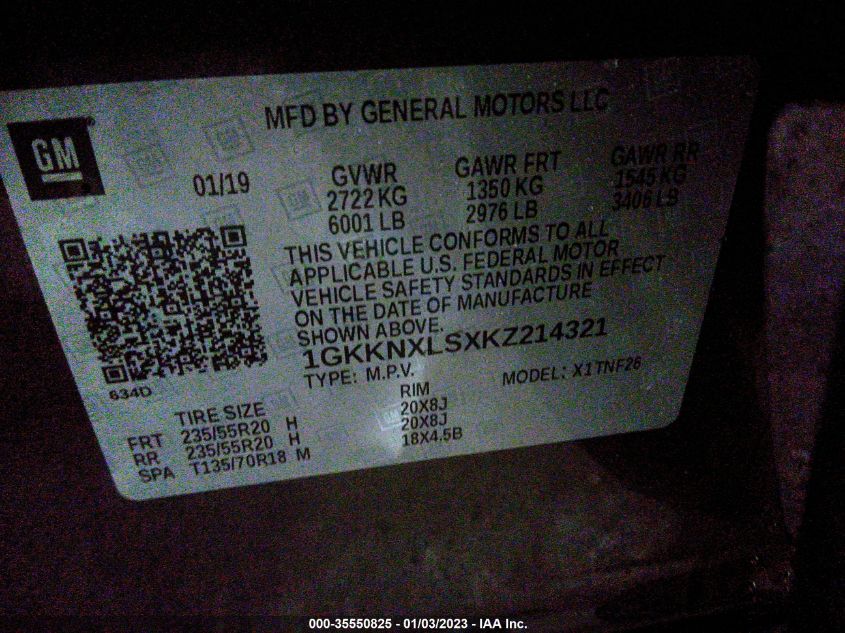 MFD BY GENERAL MOTORS LLC
GM ®
01/19 GVWR GAWR FRT GAWR RR
2722 KG 1350 KG 1545 KG
6001 LB 2976 LB 3406 LB
THIS VEHICLE CONFORMS TO ALL
APPLICABLE U.S. FEDERAL MOTOR
VEHICLE SAFETY STANDARDS IN EFFECT
ON THE DATE OF MANUFACTURE
SHOWN ABOVE.
1GKKNXLSXKZ214321
634D TYPE: M.P.V. MODEL: X1TNF26
TIRE SIZE RIM
FRT 235/55R20 H 20X8J
RR 235/55R20 H 20X8J
SPA T135/70R18 M 18X4.5B
000-35550825 - 01/03/2023 - IAA Inc.